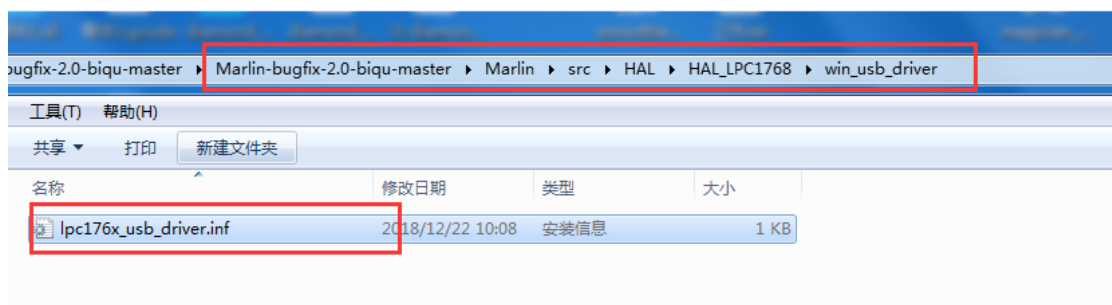 ougfix-2.0-biqu-master ▸ Marlin-bugfix-2.0-biqu-master ▸ Marlin ▸ src ▸ HAL ▸ HAL_LPC1768 ▸ win_usb_driver
工具(T) 帮助(H)
共享 ▼ 打印 新建文件夹
名称 修改日期 类型 大小
lpc176x_usb_driver.inf 2018/12/22 10:08 安装信息 1 KB